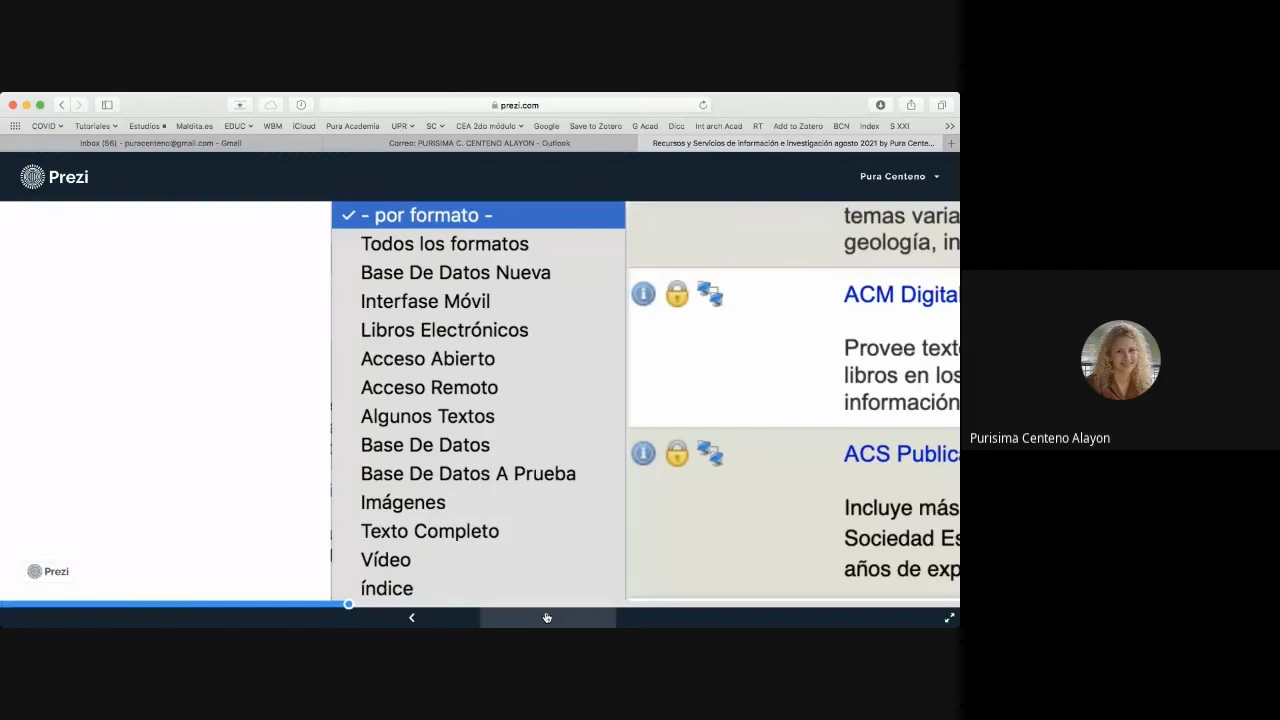 prezi.com
COVID Tutoriales Estudios Maldita.es EDUC WBM iCloud Pura Academia UPR SC CEA 2do módulo Google Save to Zotero G Acad Dicc Int arch Acad RT Add to Zotero BCN Index S XXI
Inbox (56) - puracenteno@gmail.com - Gmail
Correo: PURISIMA C. CENTENO ALAYON - Outlook
Recursos y Servicios de información e investigación agosto 2021 by Pura Cente...
Prezi
Pura Centeno
- por formato -
Todos los formatos
Base De Datos Nueva
Interfase Móvil
Libros Electrónicos
Acceso Abierto
Acceso Remoto
Algunos Textos
Base De Datos
Base De Datos A Prueba
Imágenes
Texto Completo
Vídeo
índice
temas varia
geología, in
ACM Digita
Provee text
libros en los
información
ACS Public
Incluye más
Sociedad Es
años de exp
Prezi
Purisima Centeno Alayon